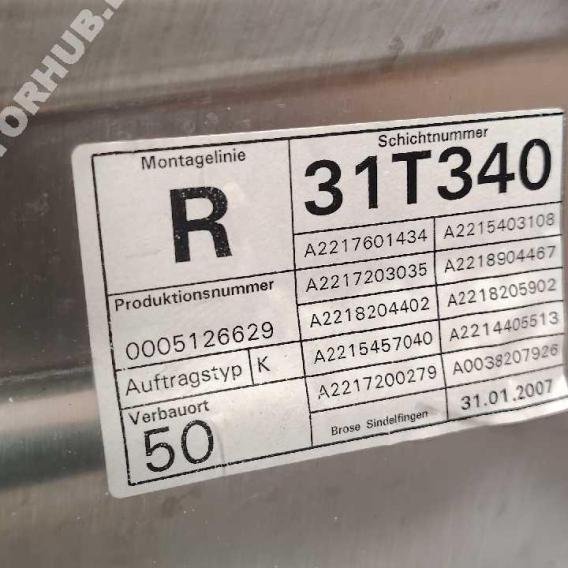 TORHUB.
Montagelinie
R
Schichtnummer
31T340
Produktionsnummer
0005126629
Auftragstyp K
Verbauort
50
A2217601434 A2215403108
A2217203035 A2218904467
A2218204402 A2218205902
A2215457040 A2214405513
A2217200279 A0038207926
Brose Sindelfingen 31.01.2007